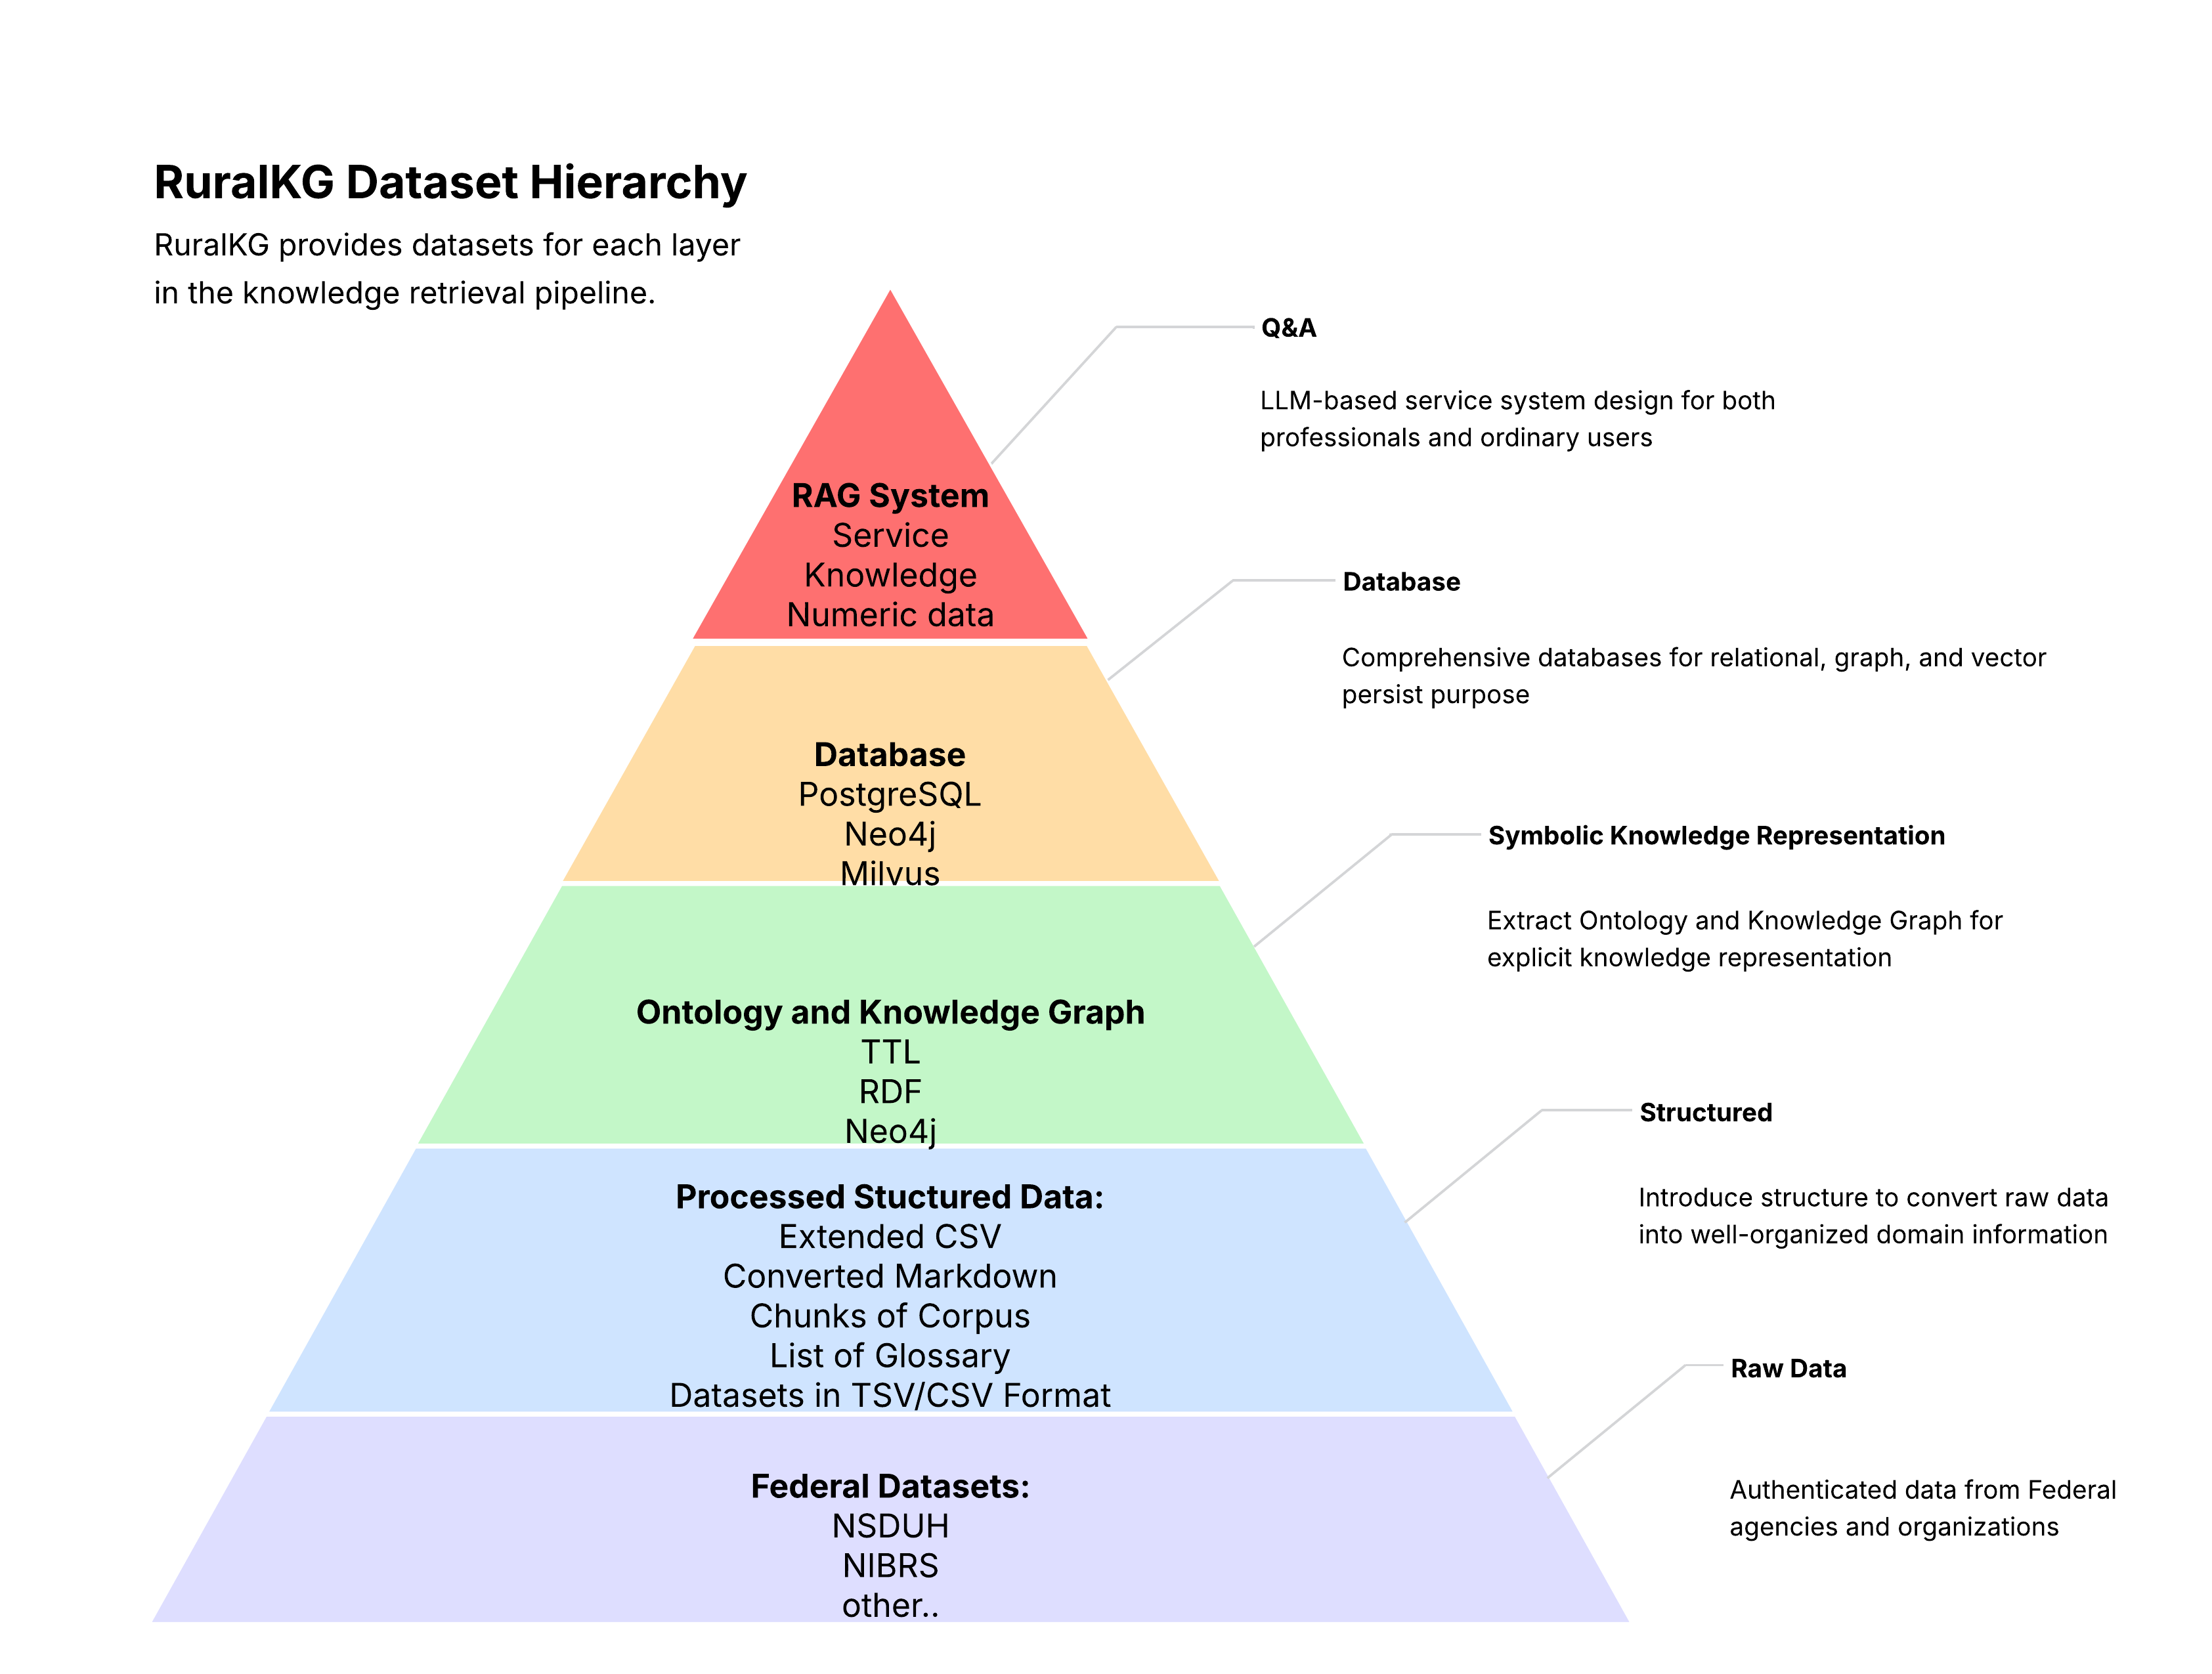 RuralKG Dataset Hierarchy
RuralKG provides datasets for each layer
in the knowledge retrieval pipeline.
Q&A
LLM-based service system design for both
professionals and ordinary users
RAG System
Service
Knowledge
Numeric data
Database
Comprehensive databases for relational, graph, and vector
persist purpose
Database
PostgreSQL
Neo4j
Milvus
Symbolic Knowledge Representation
Extract Ontology and Knowledge Graph for
explicit knowledge representation
Ontology and Knowledge Graph
TTL
RDF
Neo4j
Structured
Introduce structure to convert raw data
into well-organized domain information
Processed Stuctured Data:
Extended CSV
Converted Markdown
Chunks of Corpus
List of Glossary
Datasets in TSV/CSV Format
Raw Data
Authenticated data from Federal
agencies and organizations
Federal Datasets:
NSDUH
NIBRS
other..